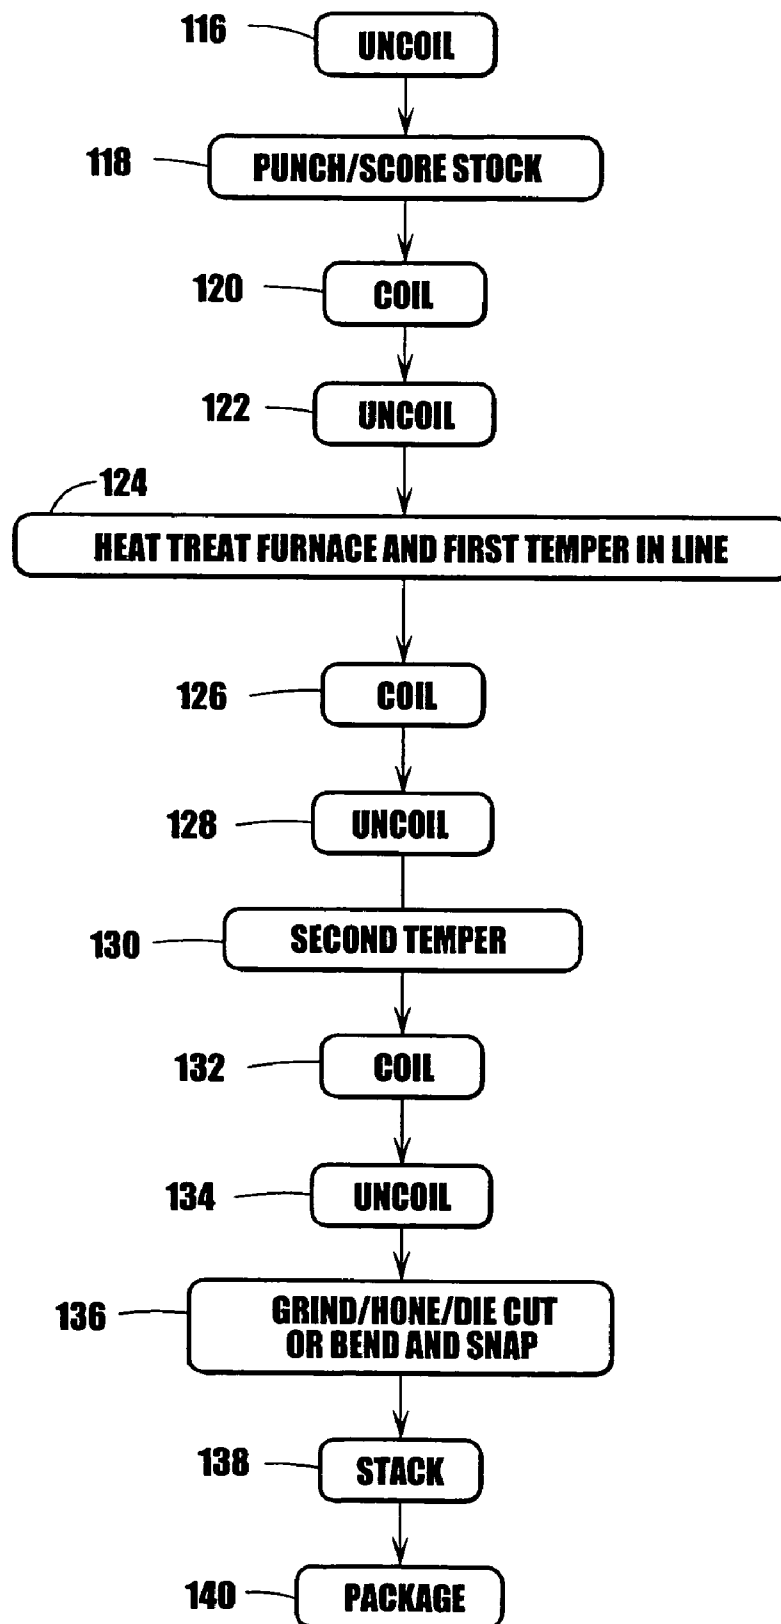 116
UNCOIL
118
PUNCH/SCORE STOCK
120
COIL
122
UNCOIL
124
HEAT TREAT FURNACE AND FIRST TEMPER IN LINE
126
COIL
128
UNCOIL
130
SECOND TEMPER
132
COIL
134
UNCOIL
136
GRIND/HONE/DIE CUT
OR BEND AND SNAP
138
STACK
140
PACKAGE